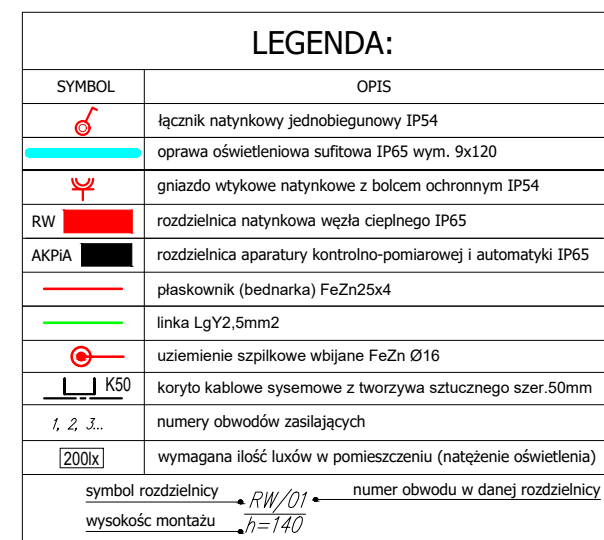 LEGENDA:
SYMBOL OPIS
łącznik natynkowy jednobiegunowy IP54
oprawa oświetleniowa sufitowa IP65 wym. 9x120
gniazdo wtykowe natynkowe z bolcem ochronnym IP54
RW rozdzielnica natynkowa węzła cieplnego IP65
AKPiA rozdzielnica aparatury kontrolno-pomiarowej i automatyki IP65
płaskownik (bednarka) FeZn25x4
linka LgY2,5mm2
uziemienie szpilkowe wbijane FeZn Ø16
K50 koryto kablowe sysemowe z tworzywa sztucznego szer.50mm
1, 2, 3... numery obwodów zasilających
200lx wymagana ilość luxów w pomieszczeniu (natężenie oświetlenia)
symbol rozdzielnicy RW/01 numer obwodu w danej rozdzielnicy
wysokośc montażu h=140